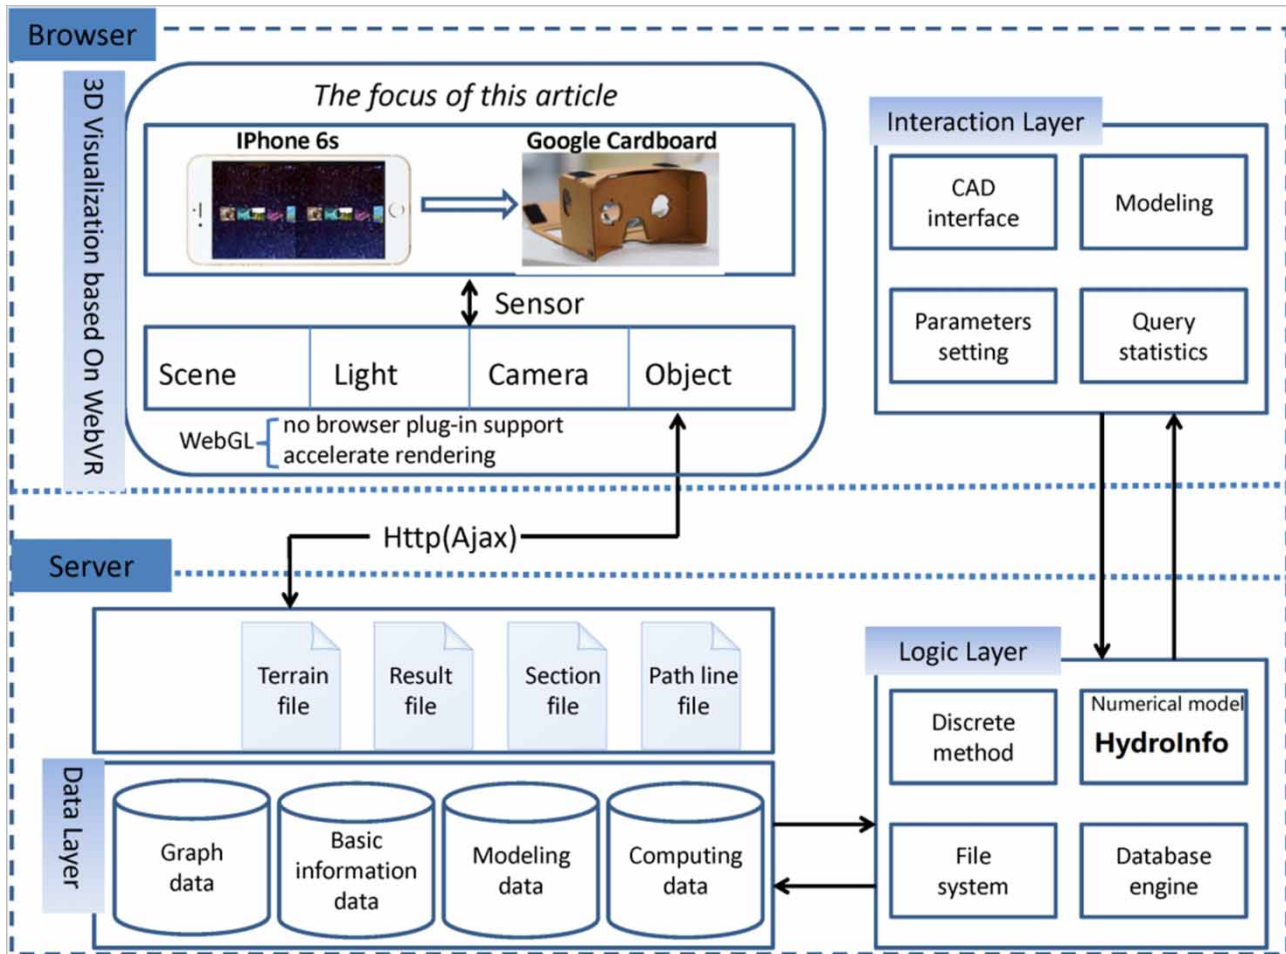 Browser
3D Visualization based On WebVR
The focus of this article
IPhone 6s
Google Cardboard
Sensor
Scene
Light
Camera
Object
WebGL
no browser plug-in support
accelerate rendering
Interaction Layer
CAD
interface
Modeling
Parameters
setting
Query
statistics
Http(Ajax)
Server
Terrain
file
Result
file
Section
file
Path line
file
Data Layer
Graph
data
Basic
information
data
Modeling
data
Computing
data
Logic Layer
Discrete
method
Numerical model
HydroInfo
File
system
Database
engine